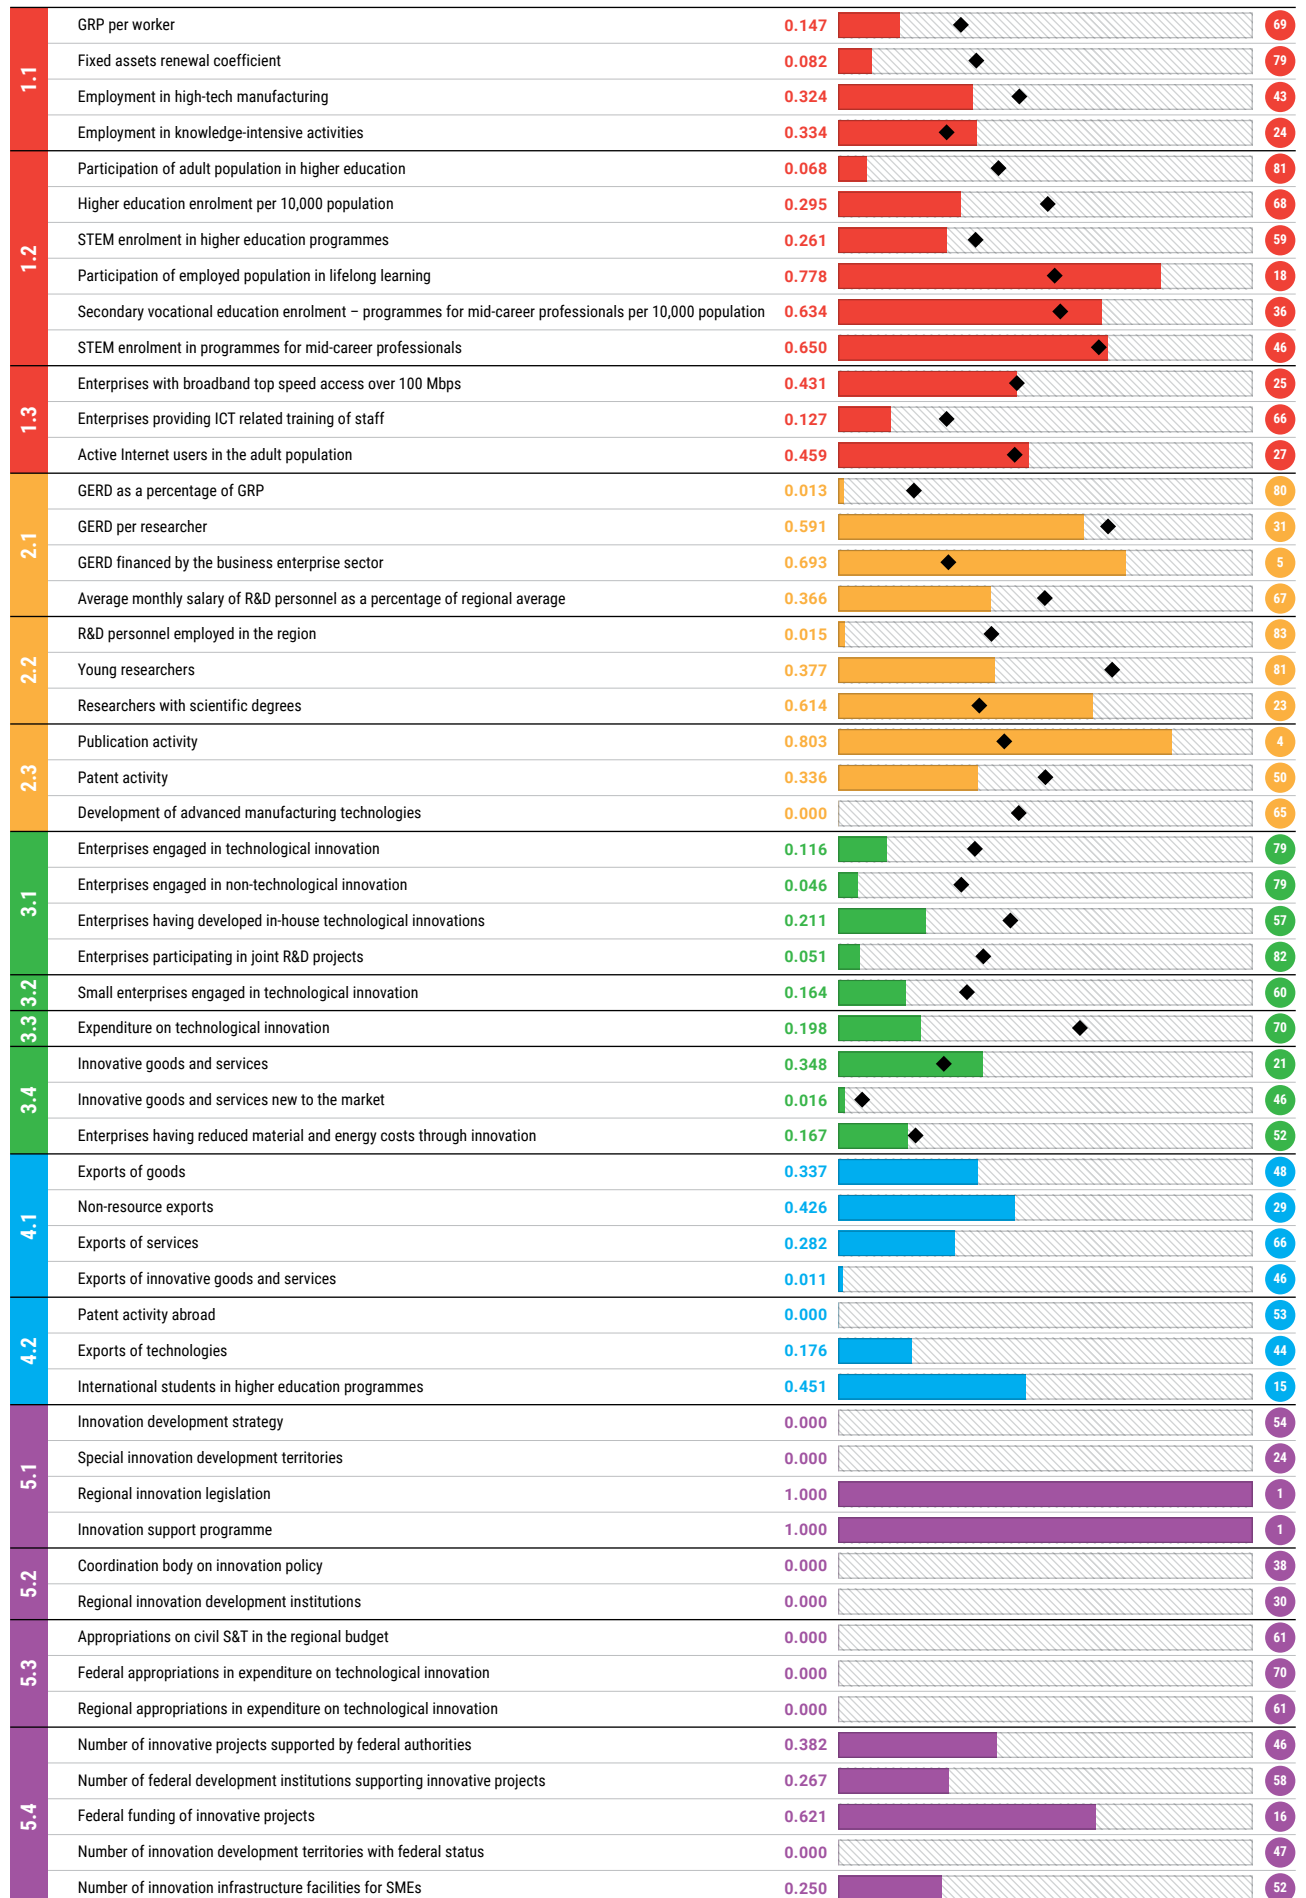 1.1
GRP per worker 0.147 69
Fixed assets renewal coefficient 0.082 79
Employment in high-tech manufacturing 0.324 43
Employment in knowledge-intensive activities 0.334 24
1.2
Participation of adult population in higher education 0.068 81
Higher education enrolment per 10,000 population 0.295 68
STEM enrolment in higher education programmes 0.261 59
Participation of employed population in lifelong learning 0.778 18
Secondary vocational education enrolment – programmes for mid-career professionals per 10,000 population 0.634 36
STEM enrolment in programmes for mid-career professionals 0.650 46
1.3
Enterprises with broadband top speed access over 100 Mbps 0.431 25
Enterprises providing ICT related training of staff 0.127 66
Active Internet users in the adult population 0.459 27
2.1
GERD as a percentage of GRP 0.013 80
GERD per researcher 0.591 31
GERD financed by the business enterprise sector 0.693 5
Average monthly salary of R&D personnel as a percentage of regional average 0.366 67
2.2
R&D personnel employed in the region 0.015 83
Young researchers 0.377 81
Researchers with scientific degrees 0.614 23
2.3
Publication activity 0.803 4
Patent activity 0.336 50
Development of advanced manufacturing technologies 0.000 65
3.1
Enterprises engaged in technological innovation 0.116 79
Enterprises engaged in non-technological innovation 0.046 79
Enterprises having developed in-house technological innovations 0.211 57
Enterprises participating in joint R&D projects 0.051 82
3.2
Small enterprises engaged in technological innovation 0.164 60
3.3
Expenditure on technological innovation 0.198 70
3.4
Innovative goods and services 0.348 21
Innovative goods and services new to the market 0.016 46
Enterprises having reduced material and energy costs through innovation 0.167 52
4.1
Exports of goods 0.337 48
Non-resource exports 0.426 29
Exports of services 0.282 66
Exports of innovative goods and services 0.011 46
4.2
Patent activity abroad 0.000 53
Exports of technologies 0.176 44
International students in higher education programmes 0.451 15
5.1
Innovation development strategy 0.000 54
Special innovation development territories 0.000 24
Regional innovation legislation 1.000 1
Innovation support programme 1.000 1
5.2
Coordination body on innovation policy 0.000 38
Regional innovation development institutions 0.000 30
5.3
Appropriations on civil S&T in the regional budget 0.000 61
Federal appropriations in expenditure on technological innovation 0.000 70
Regional appropriations in expenditure on technological innovation 0.000 61
5.4
Number of innovative projects supported by federal authorities 0.382 46
Number of federal development institutions supporting innovative projects 0.267 58
Federal funding of innovative projects 0.621 16
Number of innovation development territories with federal status 0.000 47
Number of innovation infrastructure facilities for SMEs 0.250 52